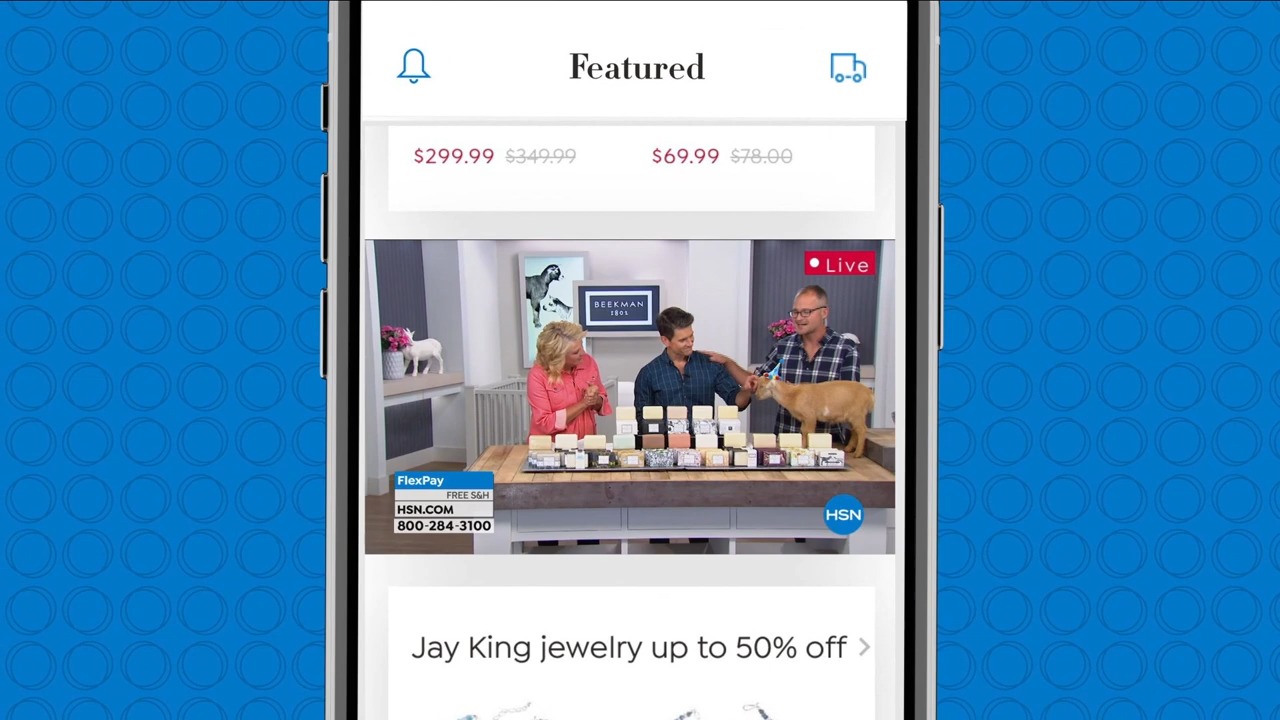 Featured
$299.99 $349.99 $69.99 $78.00
Live
BEEKMAN
1802
FlexPay
FREE S&H
HSN.COM
800-284-3100
HSN
Jay King jewelry up to 50% off